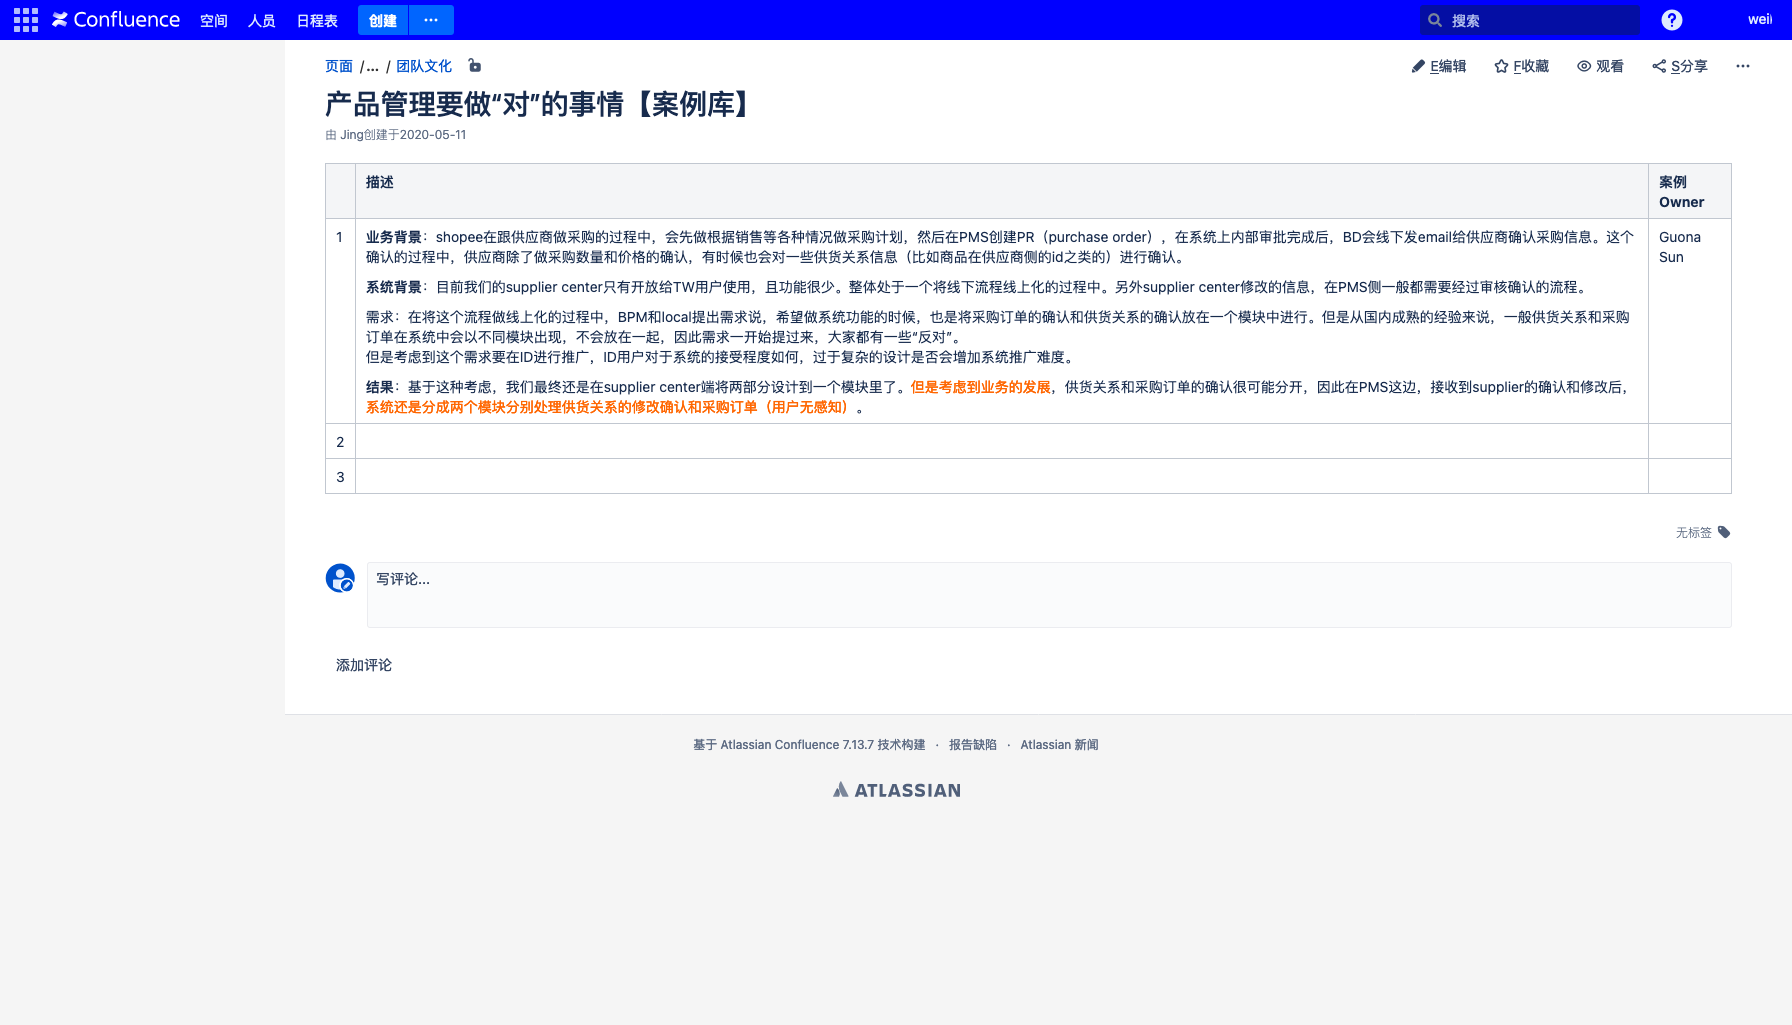 Confluence 空间 人员 日程表 创建 ··· 搜索 weil
页面 /... / 团队文化 E编辑 F收藏 观看 S分享 ···
产品管理要做“对”的事情【案例库】
由 Jing创建于2020-05-11
描述 案例
Owner
1 业务背景：shopee在跟供应商做采购的过程中，会先做根据销售等各种情况做采购计划，然后在PMS创建PR（purchase order），在系统上内部审批完成后，BD会线下发email给供应商确认采购信息。这个 Guona
确认的过程中，供应商除了做采购数量和价格的确认，有时候也会对一些供货关系信息（比如商品在供应商侧的id之类的）进行确认。 Sun
系统背景：目前我们的supplier center只有开放给TW用户使用，且功能很少。整体处于一个将线下流程线上化的过程中。另外supplier center修改的信息，在PMS侧一般都需要经过审核确认的流程。
需求：在将这个流程做线上化的过程中，BPM和local提出需求说，希望做系统功能的时候，也是将采购订单的确认和供货关系的确认放在一个模块中进行。但是从国内成熟的经验来说，一般供货关系和采购
订单在系统中会以不同模块出现，不会放在一起，因此需求一开始提过来，大家都有一些“反对”。
但是考虑到这个需求要在ID进行推广，ID用户对于系统的接受程度如何，过于复杂的设计是否会增加系统推广难度。
结果：基于这种考虑，我们最终还是在supplier center端将两部分设计到一个模块里了。但是考虑到业务的发展，供货关系和采购订单的确认很可能分开，因此在PMS这边，接收到supplier的确认和修改后，
系统还是分成两个模块分别处理供货关系的修改确认和采购订单（用户无感知）。
2
3
无标签
写评论...
添加评论
基于 Atlassian Confluence 7.13.7 技术构建 · 报告缺陷 · Atlassian 新闻
ATLASSIAN